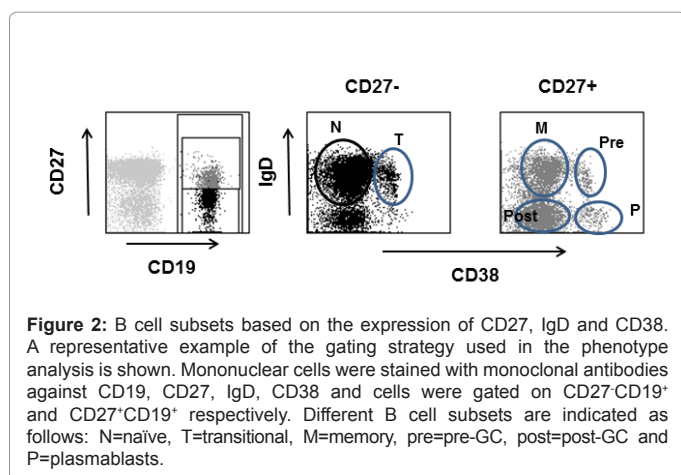 CD27-
CD27+
N
T
M
Pre
Post
P
CD27
IgD
CD19
CD38
Figure 2: B cell subsets based on the expression of CD27, IgD and CD38.
A representative example of the gating strategy used in the phenotype
analysis is shown. Mononuclear cells were stained with monoclonal antibodies
against CD19, CD27, IgD, CD38 and cells were gated on CD27⁻CD19⁺
and CD27⁺CD19⁺ respectively. Different B cell subsets are indicated as
follows: N=naïve, T=transitional, M=memory, pre=pre-GC, post=post-GC and
P=plasmablasts.